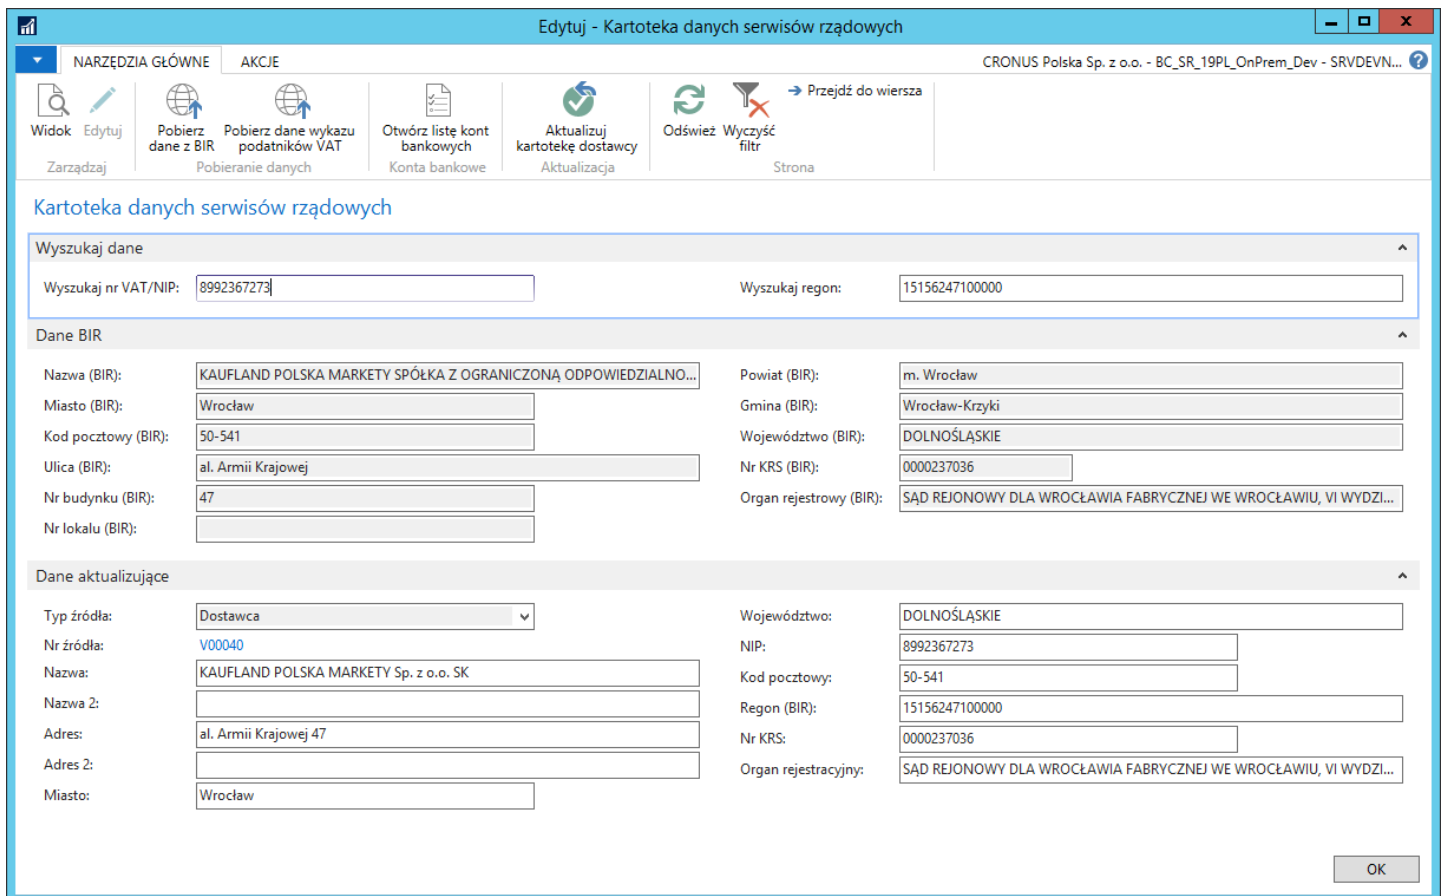 Edytuj - Kartoteka danych serwisów rządowych
NARZĘDZIA GŁÓWNE AKCJE CRONUS Polska Sp. z o.o. - BC_SR_19PL_OnPrem_Dev - SRVDEVN...
Widok
Edytuj
Pobierz
dane z BIR
Pobierz dane wykazu
podatników VAT
Otwórz listę kont
bankowych
Aktualizuj
kartotekę dostawcy
Odśwież
Wyczyść
filtr
Przejdź do wiersza
Zarządzaj Pobieranie danych Konta bankowe Aktualizacja Strona
Kartoteka danych serwisów rządowych
Wyszukaj dane
Wyszukaj nr VAT/NIP: 8992367273 Wyszukaj regon: 15156247100000
Dane BIR
Nazwa (BIR): KAUFLAND POLSKA MARKETY SPÓŁKA Z OGRANICZONĄ ODPOWIEDZIALNO... Powiat (BIR): m. Wrocław
Miasto (BIR): Wrocław Gmina (BIR): Wrocław-Krzyki
Kod pocztowy (BIR): 50-541 Województwo (BIR): DOLNOŚLĄSKIE
Ulica (BIR): al. Armii Krajowej Nr KRS (BIR): 0000237036
Nr budynku (BIR): 47 Organ rejestrowy (BIR): SĄD REJONOWY DLA WROCŁAWIA FABRYCZNEJ WE WROCŁAWIU, VI WYDZI...
Nr lokalu (BIR):
Dane aktualizujące
Typ źródła: Dostawca Województwo: DOLNOŚLĄSKIE
Nr źródła: V00040 NIP: 8992367273
Nazwa: KAUFLAND POLSKA MARKETY Sp. z o.o. SK Kod pocztowy: 50-541
Nazwa 2: Regon (BIR): 15156247100000
Adres: al. Armii Krajowej 47 Nr KRS: 0000237036
Adres 2: Organ rejestracyjny: SĄD REJONOWY DLA WROCŁAWIA FABRYCZNEJ WE WROCŁAWIU, VI WYDZI...
Miasto: Wrocław
OK